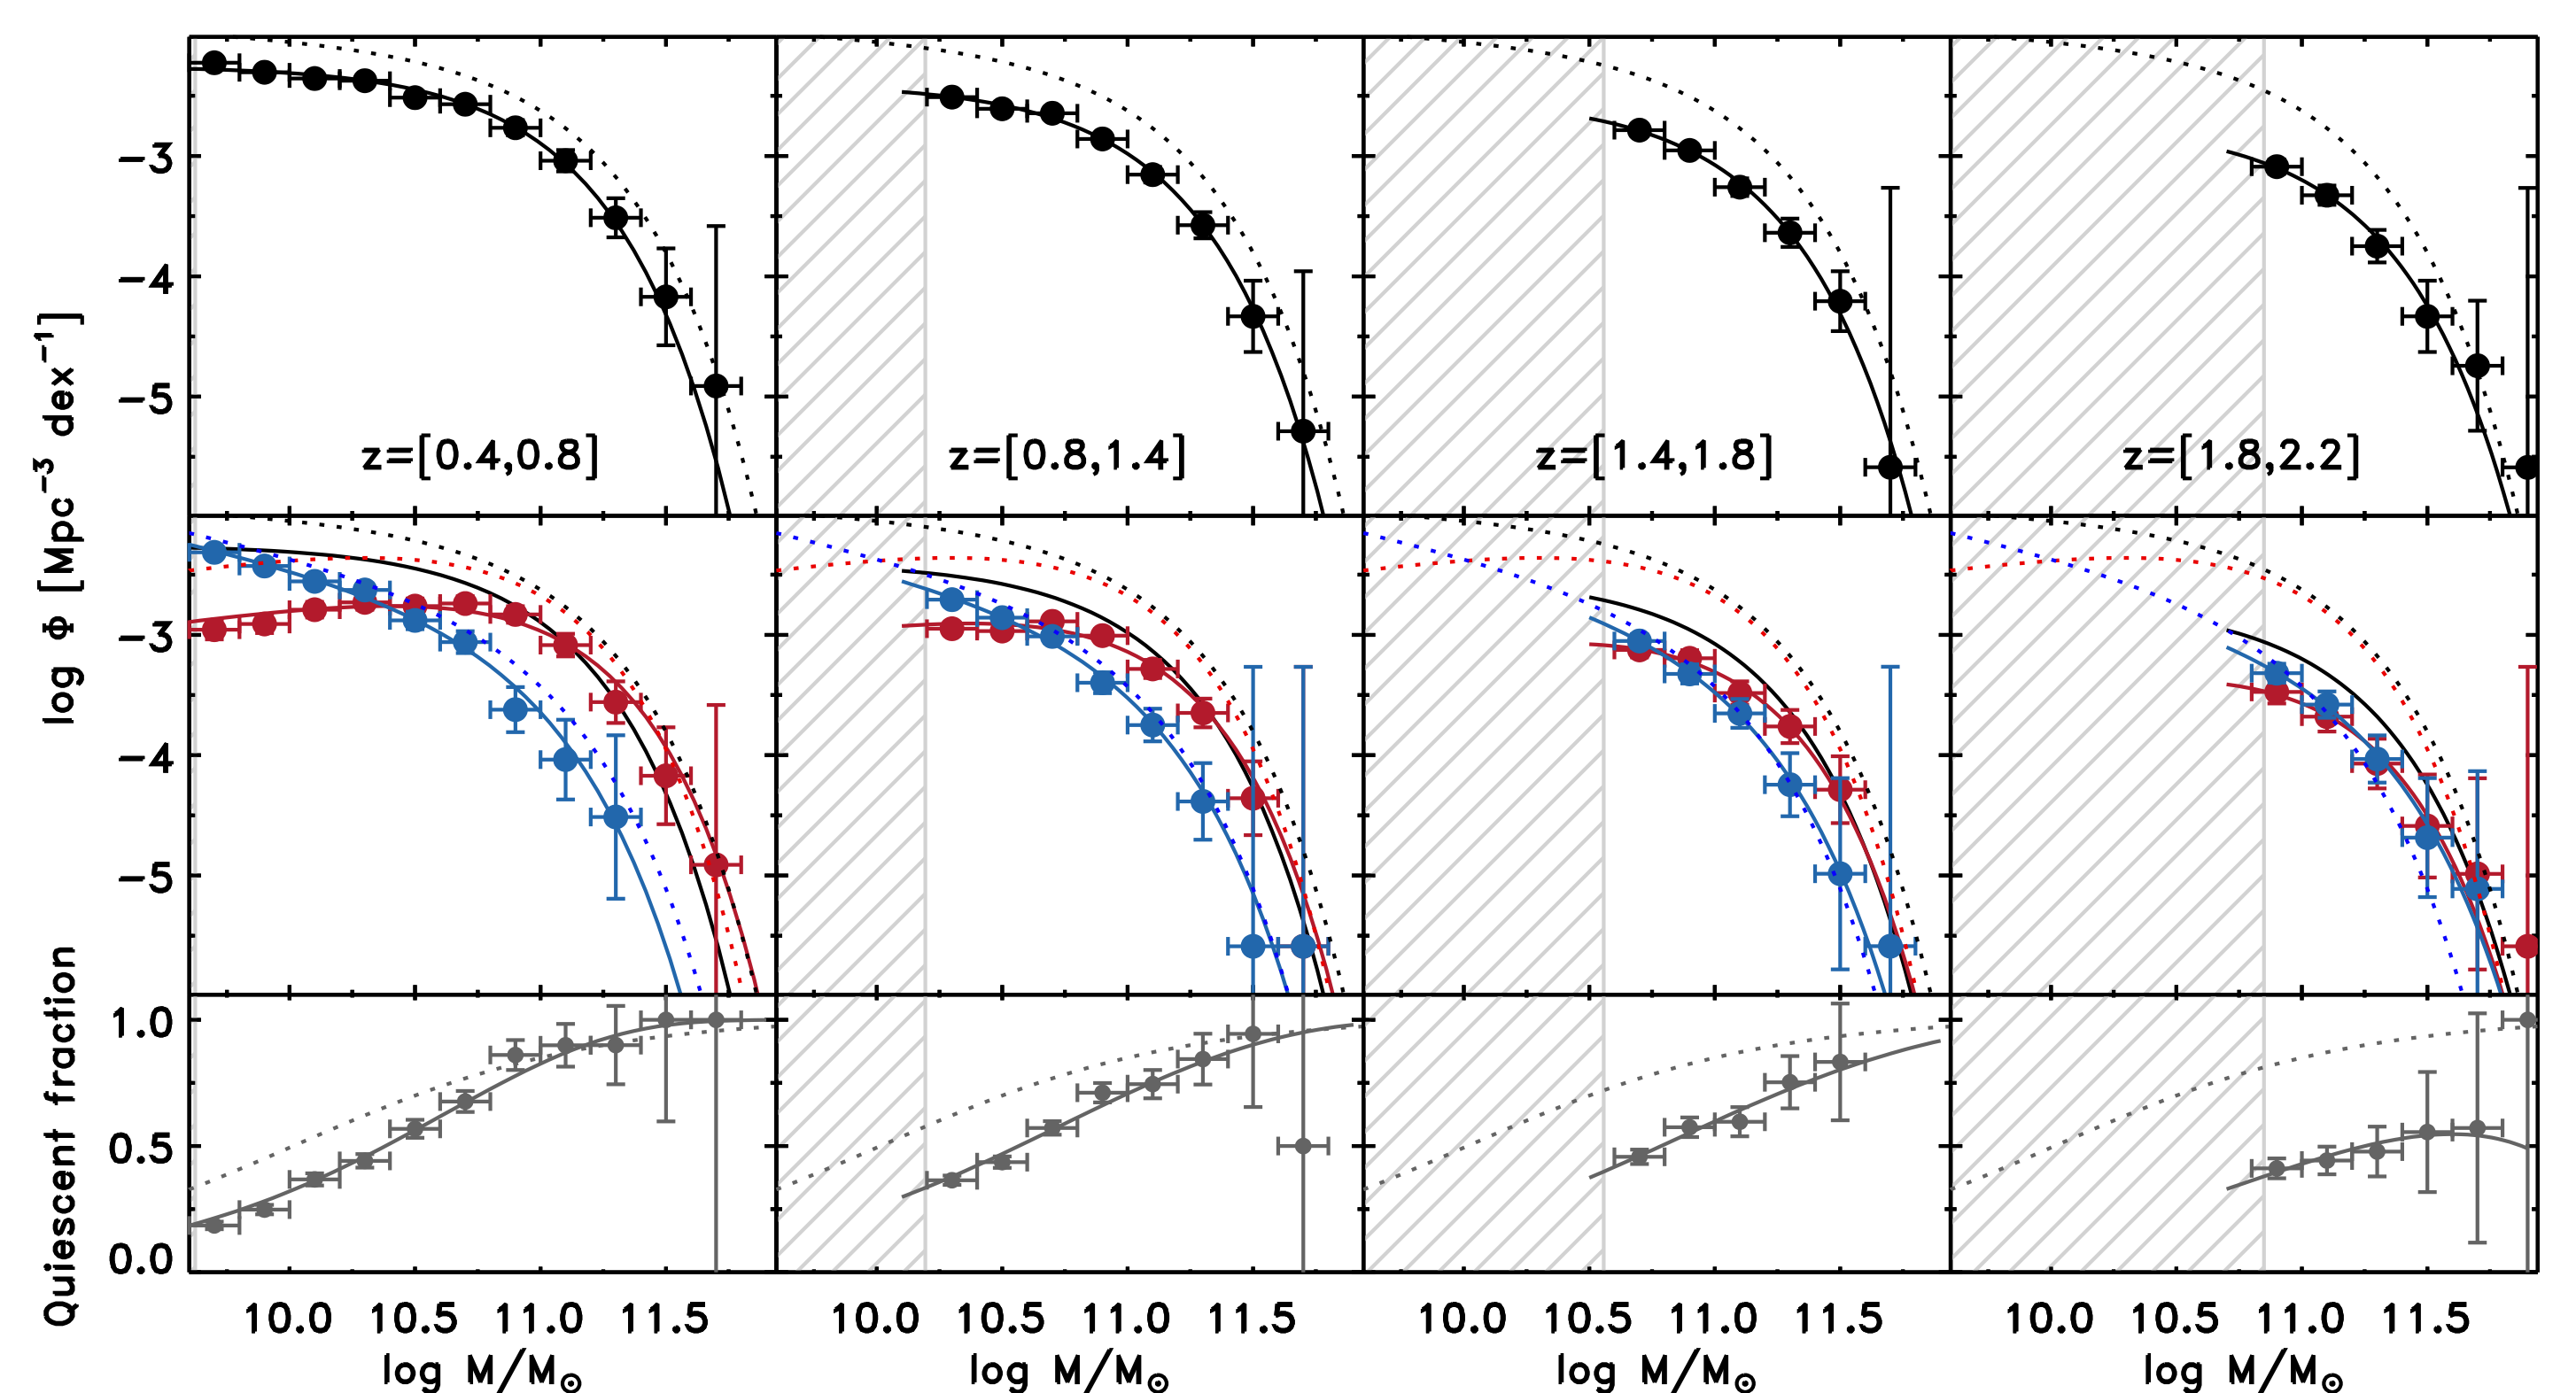 log Φ [Mpc⁻³ dex⁻¹]
−3
−4
−5
z=[0.4,0.8] z=[0.8,1.4] z=[1.4,1.8] z=[1.8,2.2]
−3
−4
−5
Quiescent fraction
1.0
0.5
0.0
10.0 10.5 11.0 11.5 10.0 10.5 11.0 11.5 10.0 10.5 11.0 11.5 10.0 10.5 11.0 11.5
log M/M⊙ log M/M⊙ log M/M⊙ log M/M⊙